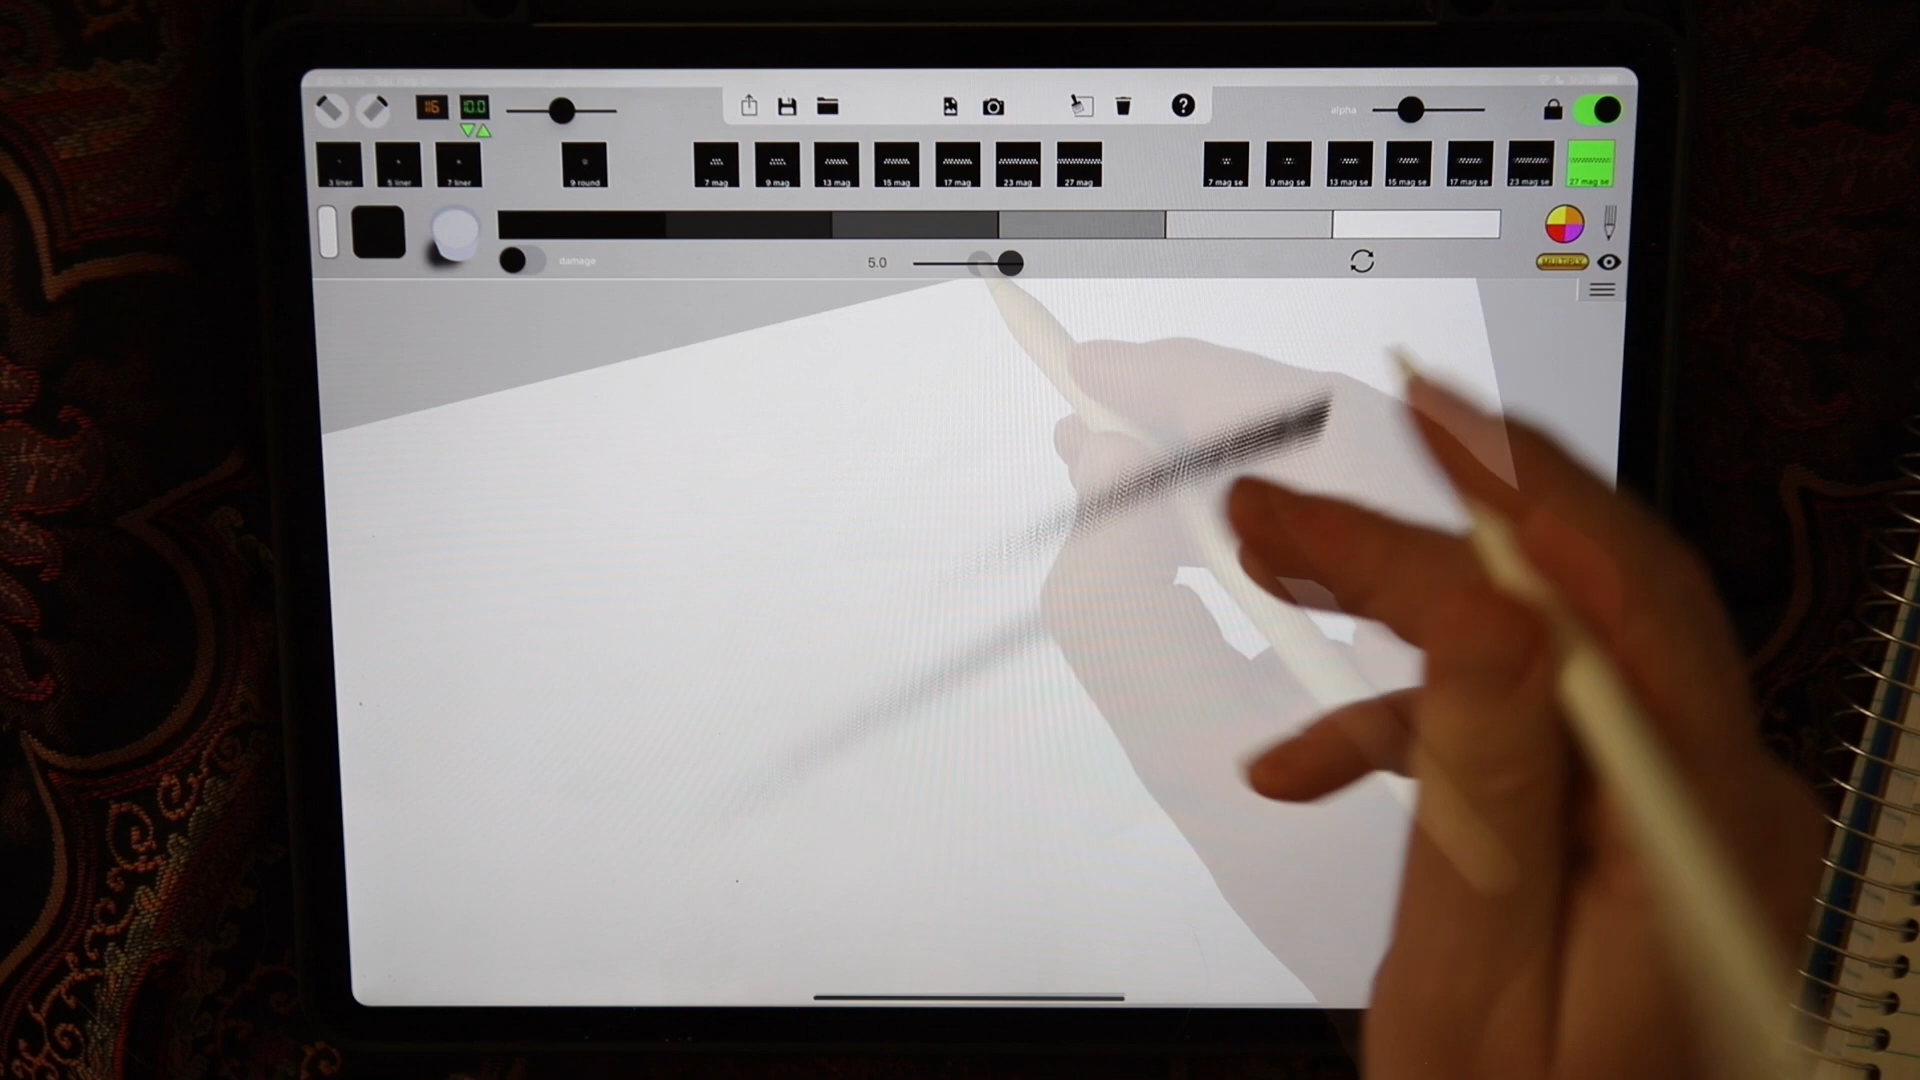 116
10.0
alpha
3 liner
5 liner
7 liner
9 round
7 mag
9 mag
13 mag
15 mag
17 mag
23 mag
27 mag
7 mag se
9 mag se
13 mag se
15 mag se
17 mag se
23 mag se
27 mag se
damage
5.0
MULTIPLY